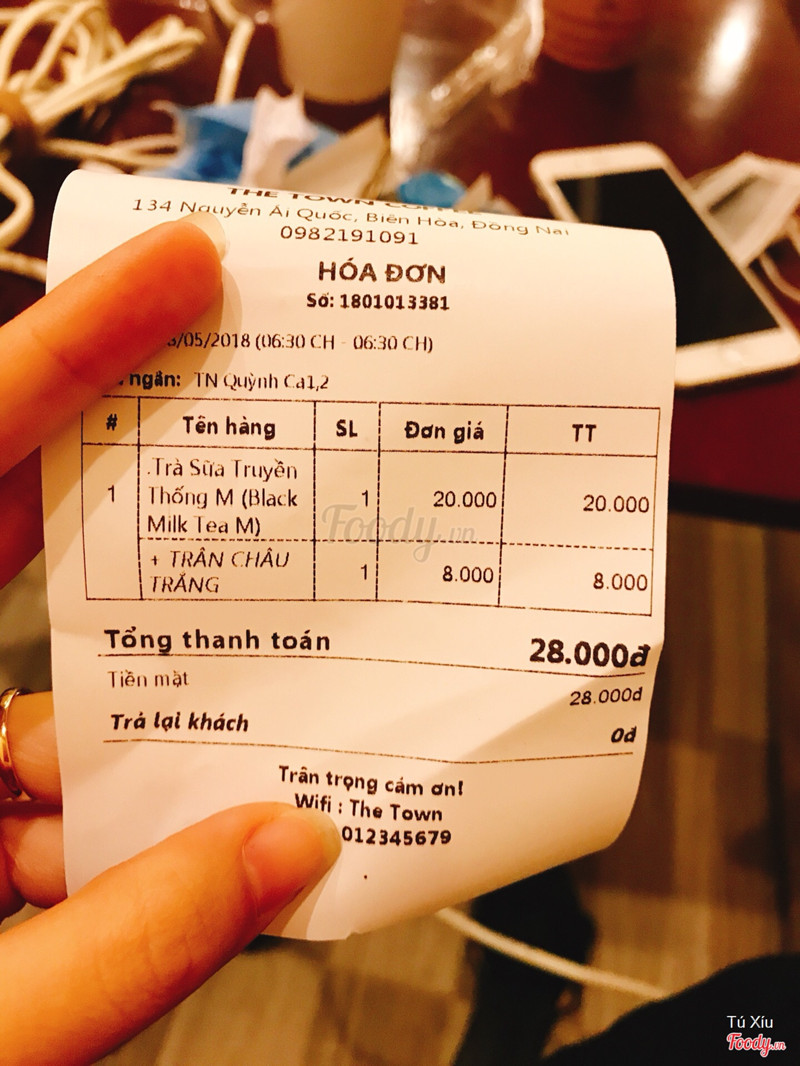 THE TOWN COFFEE
134 Nguyễn Ái Quốc, Biên Hòa, Đồng Nai
0982191091
HÓA ĐƠN
Số: 1801013381
/05/2018 (06:30 CH - 06:30 CH)
ngân: TN Quỳnh Ca1,2
# Tên hàng SL Đơn giá TT
1 .Trà Sữa Truyền Thống M (Black Milk Tea M) 1 20.000 20.000
+ TRÂN CHÂU TRẮNG 1 8.000 8.000
Tổng thanh toán 28.000đ
Tiền mặt 28.000đ
Trả lại khách 0đ
Trân trọng cám ơn!
Wifi : The Town
012345679
Foody.vn
Tú Xíu
Foody.vn